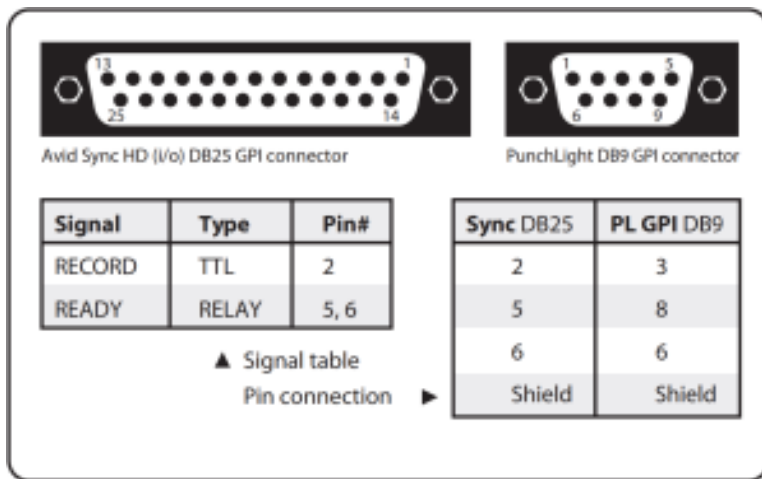 13 1
25 14
1 5
6 9
Avid Sync HD (i/o) DB25 GPI connector
PunchLight DB9 GPI connector
Signal Type Pin#
RECORD TTL 2
READY RELAY 5, 6
▲ Signal table
Pin connection ►
Sync DB25 PL GPI DB9
2 3
5 8
6 6
Shield Shield